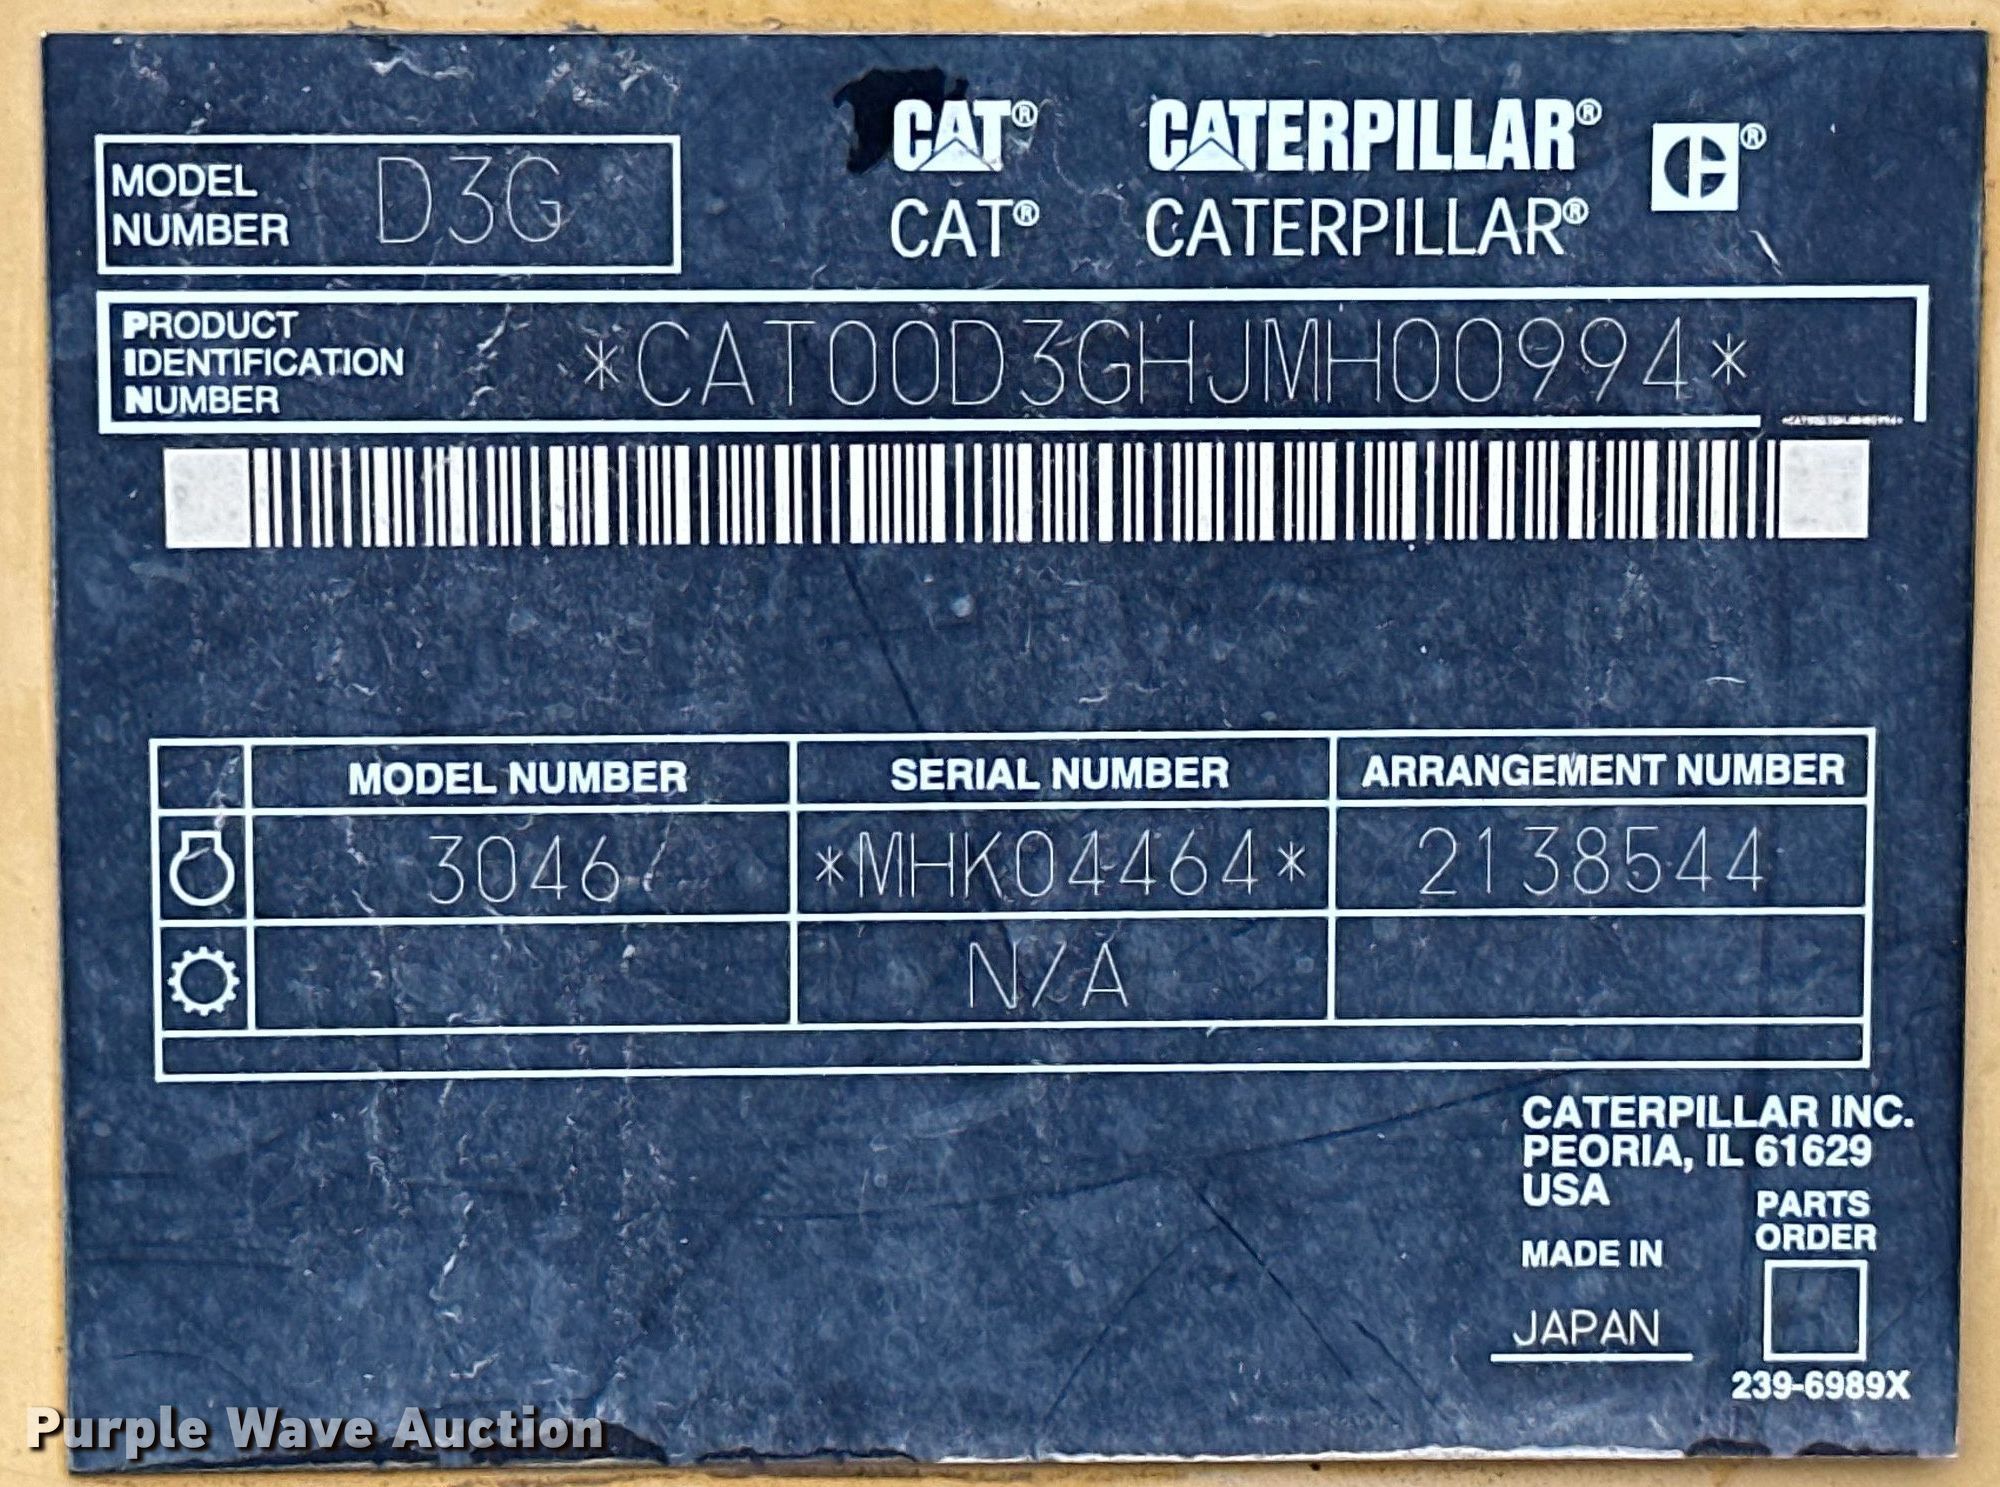 MODEL NUMBER D3G
CAT® CATERPILLAR® ®
CAT® CATERPILLAR®
PRODUCT
IDENTIFICATION
NUMBER
*CAT00D3GHJMH00994*
MODEL NUMBER SERIAL NUMBER ARRANGEMENT NUMBER
3046 *MHK04464* 2138544
N/A
CATERPILLAR INC.
PEORIA, IL 61629
USA
PARTS
ORDER
MADE IN
JAPAN
239-6989X
Purple Wave Auction